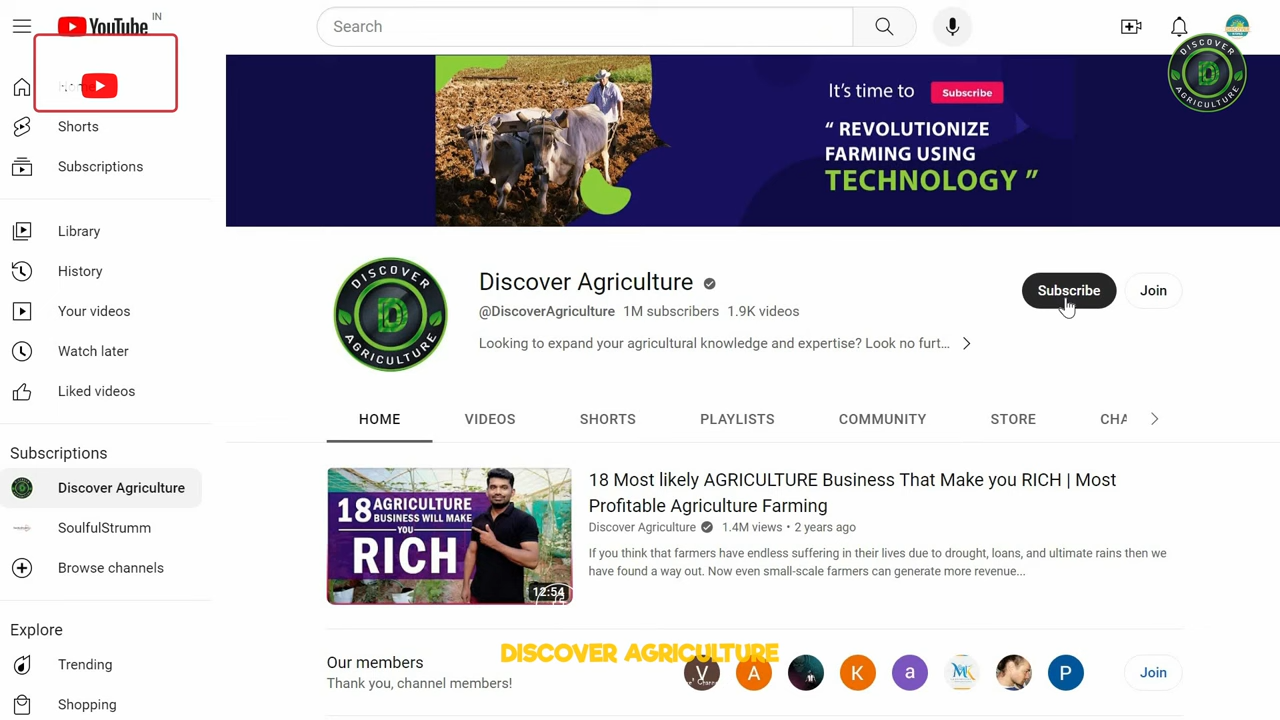 YouTube IN
Search
Shorts
Subscriptions
Library
History
Your videos
Watch later
Liked videos
Subscriptions
Discover Agriculture
SoulfulStrumm
Browse channels
Explore
Trending
Shopping
DISCOVER
D
AGRICULTURE
It's time to Subscribe
“ REVOLUTIONIZE
FARMING USING
TECHNOLOGY ”
DISCOVER
D
AGRICULTURE
Discover Agriculture
@DiscoverAgriculture 1M subscribers 1.9K videos
Looking to expand your agricultural knowledge and expertise? Look no furt...
Subscribe
Join
HOME VIDEOS SHORTS PLAYLISTS COMMUNITY STORE CHA
18 AGRICULTURE
BUSINESS WILL MAKE
YOU
RICH
12:54
18 Most likely AGRICULTURE Business That Make you RICH | Most
Profitable Agriculture Farming
Discover Agriculture 1.4M views • 2 years ago
If you think that farmers have endless suffering in their lives due to drought, loans, and ultimate rains then we
have found a way out. Now even small-scale farmers can generate more revenue...
DISCOVER AGRICULTURE
Our members
Thank you, channel members!
V A K a P
Join